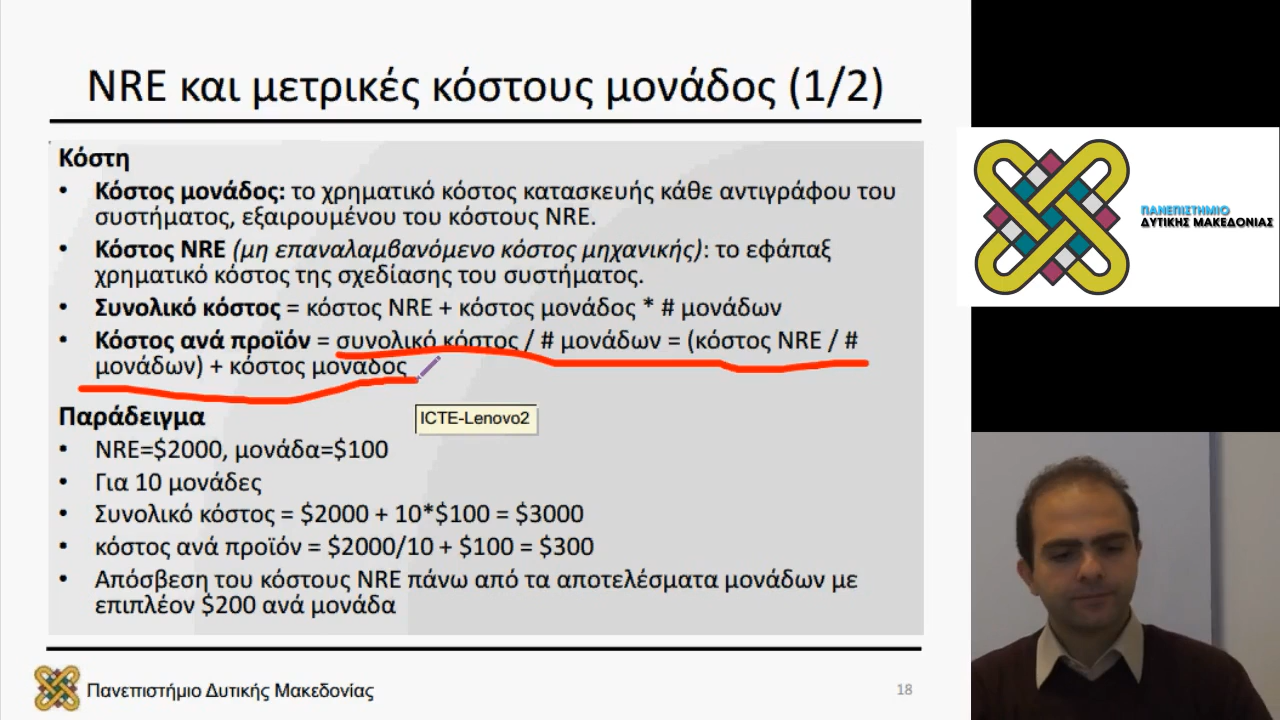 NRE και μετρικές κόστους μονάδος (1/2)
Κόστη
• Κόστος μονάδος: το χρηματικό κόστος κατασκευής κάθε αντιγράφου του
συστήματος, εξαιρουμένου του κόστους NRE.
• Κόστος NRE (μη επαναλαμβανόμενο κόστος μηχανικής): το εφάπαξ
χρηματικό κόστος της σχεδίασης του συστήματος.
• Συνολικό κόστος = κόστος NRE + κόστος μονάδος * # μονάδων
• Κόστος ανά προϊόν = συνολικό κόστος / # μονάδων = (κόστος NRE / #
μονάδων) + κόστος μοναδος
ICTE-Lenovo2
Παράδειγμα
• NRE=$2000, μονάδα=$100
• Για 10 μονάδες
• Συνολικό κόστος = $2000 + 10*$100 = $3000
• κόστος ανά προϊόν = $2000/10 + $100 = $300
• Απόσβεση του κόστους NRE πάνω από τα αποτελέσματα μονάδων με
επιπλέον $200 ανά μονάδα
Πανεπιστήμιο Δυτικής Μακεδονίας
18
ΠΑΝΕΠΙΣΤΗΜΙΟ
ΔΥΤΙΚΗΣ ΜΑΚΕΔΟΝΙΑΣ